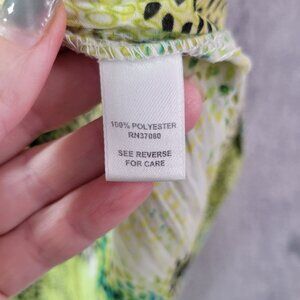 100% POLYESTER
RN37080
SEE REVERSE
FOR CARE